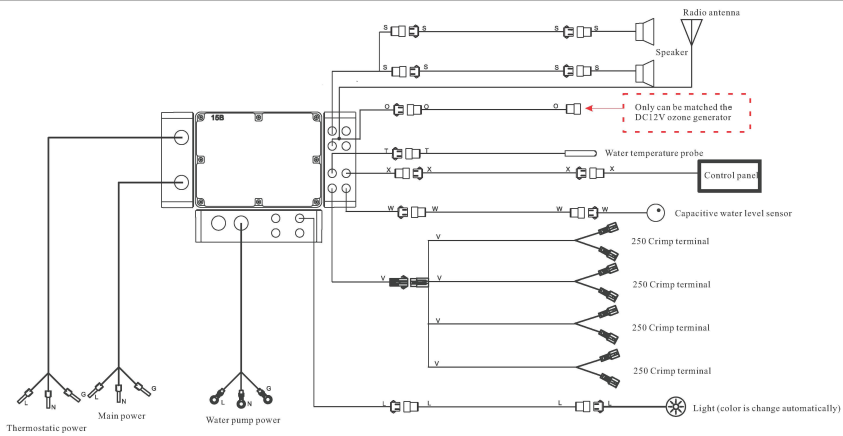 Radio antenna
S S S S
Speaker
S S S S
15B
O O O
Only can be matched the
DC12V ozone generator
T T
Water temperature probe
X X X X
Control panel
W W W W
Capacitive water level sensor
V
250 Crimp terminal
V V
250 Crimp terminal
V
250 Crimp terminal
V
250 Crimp terminal
L N G
L N G
L N G
L L L L
Light (color is change automatically)
Main power
Water pump power
Thermostatic power